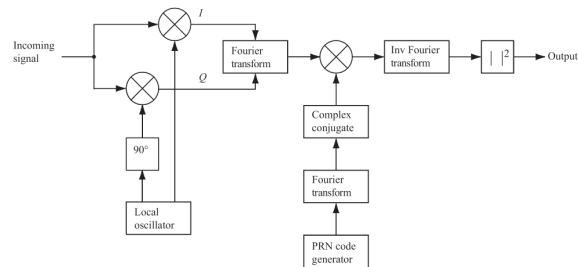 I
Incoming
signal
Fourier
transform
Inv Fourier
transform
| |²
Output
Q
Complex
conjugate
90°
Fourier
transform
Local
oscillator
PRN code
generator